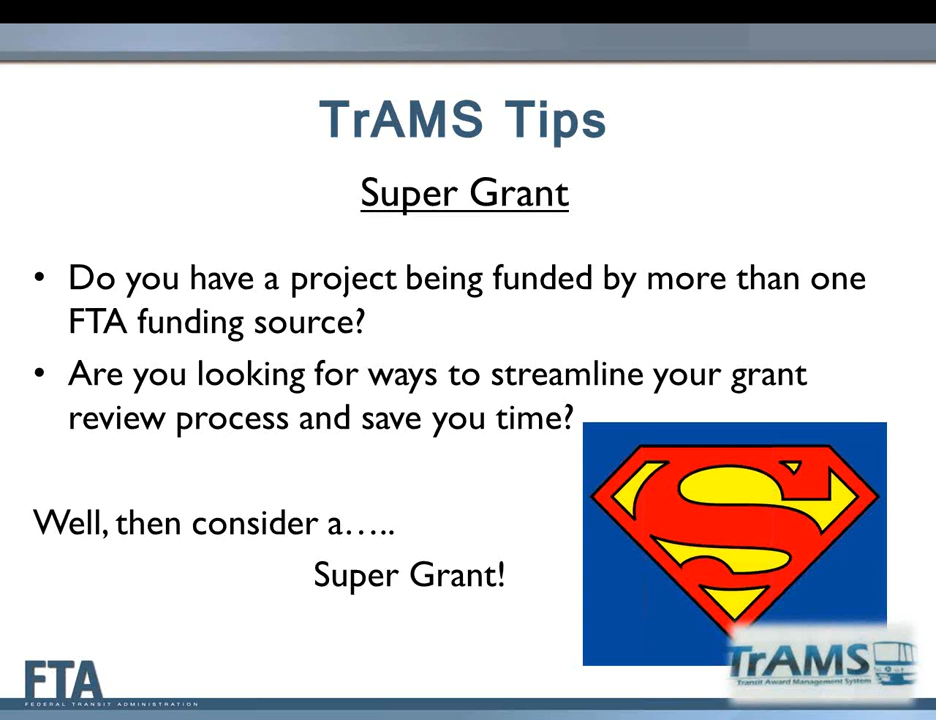 TrAMS Tips
Super Grant
• Do you have a project being funded by more than one
FTA funding source?
• Are you looking for ways to streamline your grant
review process and save you time?
Well, then consider a…..
Super Grant!
S
TrAMS
Transit Award Management System
FTA
FEDERAL TRANSIT ADMINISTRATION